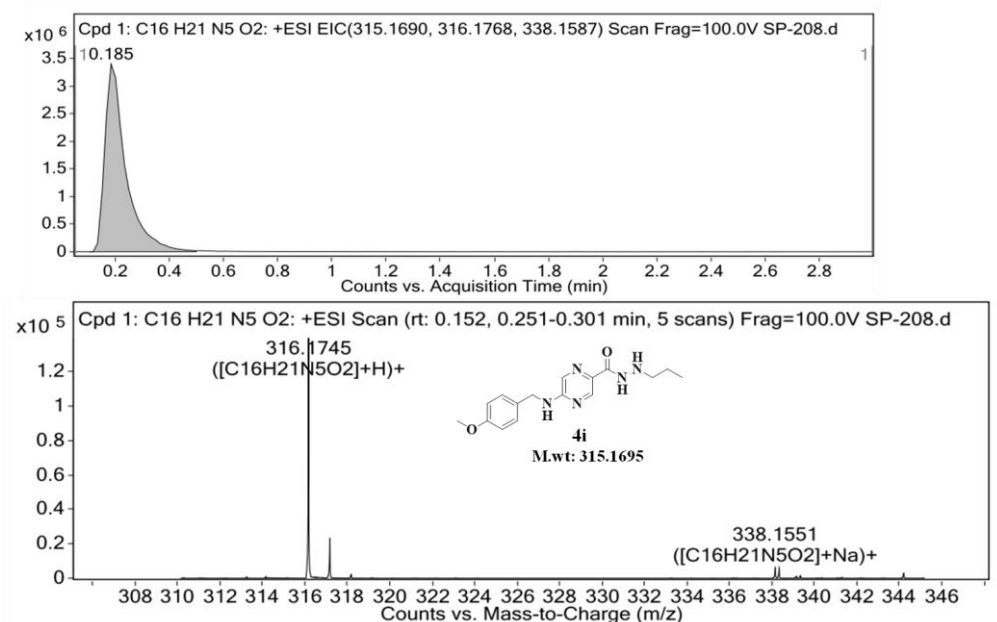 x10 6
Cpd 1: C16 H21 N5 O2: +ESI EIC(315.1690, 316.1768, 338.1587) Scan Frag=100.0V SP-208.d
1
0.185
1
3.5
3
2.5
2
1.5
1
0.5
0
0.2 0.4 0.6 0.8 1 1.2 1.4 1.6 1.8 2 2.2 2.4 2.6 2.8
Counts vs. Acquisition Time (min)
x10 5
Cpd 1: C16 H21 N5 O2: +ESI Scan (rt: 0.152, 0.251-0.301 min, 5 scans) Frag=100.0V SP-208.d
316.1745
([C16H21N5O2]+H)+
1.2
1
0.8
0.6
0.4
0.2
0
O
H
N
N
N
H
N
N
H
O
4i
M.wt: 315.1695
338.1551
([C16H21N5O2]+Na)+
308 310 312 314 316 318 320 322 324 326 328 330 332 334 336 338 340 342 344 346
Counts vs. Mass-to-Charge (m/z)